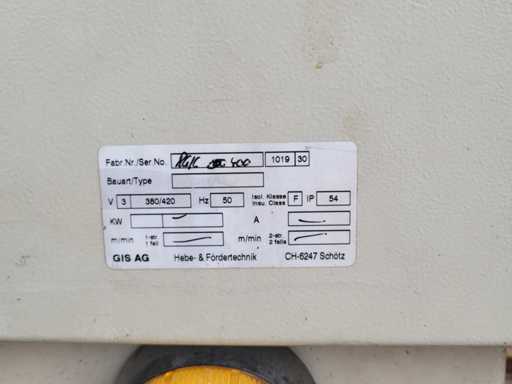 Fabr.Nr./Ser No. 400 1019 30
Bauart/Type
V 3 380/420 Hz 50 Isol. Klasse Insu. Class F IP 54
KW A
m/min 1-str. 1 fall m/min 2-str. 2 falls
GIS AG Hebe- & Fördertechnik CH-6247 Schötz